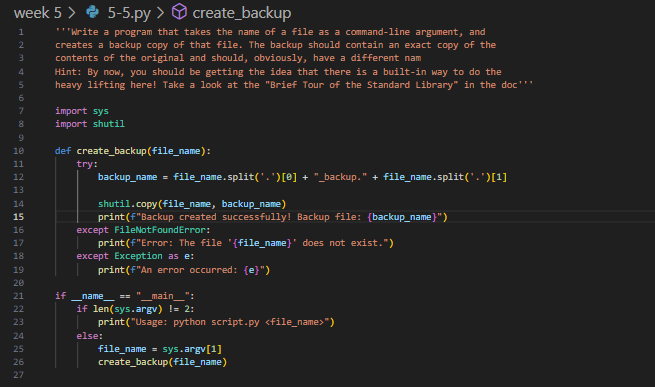 week 5 > 5-5.py > create_backup
1 '''Write a program that takes the name of a file as a command-line argument, and
2 creates a backup copy of that file. The backup should contain an exact copy of the
3 contents of the original and should, obviously, have a different nam
4 Hint: By now, you should be getting the idea that there is a built-in way to do the
5 heavy lifting here! Take a look at the "Brief Tour of the Standard Library" in the doc'''
6
7 import sys
8 import shutil
9
10 def create_backup(file_name):
11     try:
12         backup_name = file_name.split('.')[0] + "_backup." + file_name.split('.')[1]
13
14         shutil.copy(file_name, backup_name)
15         print(f"Backup created successfully! Backup file: {backup_name}")
16     except FileNotFoundError:
17         print(f"Error: The file '{file_name}' does not exist.")
18     except Exception as e:
19         print(f"An error occurred: {e}")
20
21 if __name__ == "__main__":
22     if len(sys.argv) != 2:
23         print("Usage: python script.py <file_name>")
24     else:
25         file_name = sys.argv[1]
26         create_backup(file_name)
27